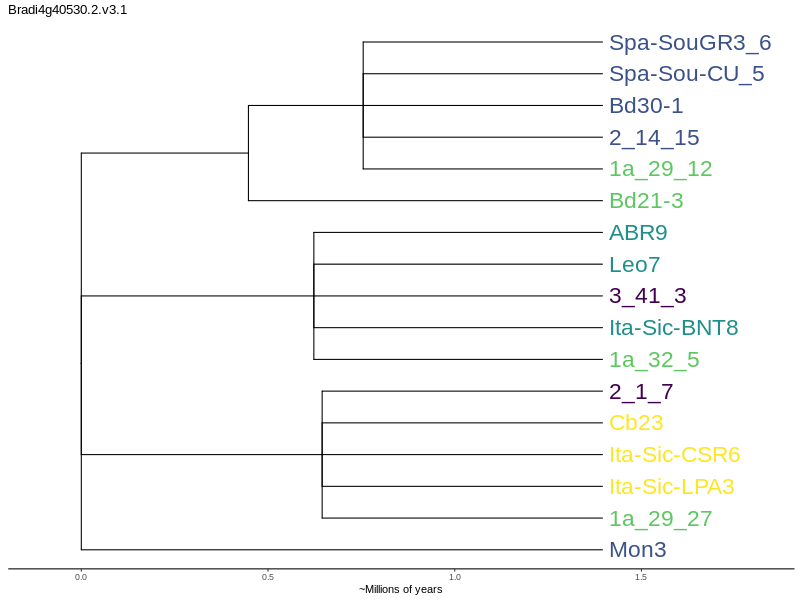 Bradi4g40530.2.v3.1
Spa-SouGR3_6
Spa-Sou-CU_5
Bd30-1
2_14_15
1a_29_12
Bd21-3
ABR9
Leo7
3_41_3
Ita-Sic-BNT8
1a_32_5
2_1_7
Cb23
Ita-Sic-CSR6
Ita-Sic-LPA3
1a_29_27
Mon3
0.0 0.5 1.0 1.5
~Millions of years